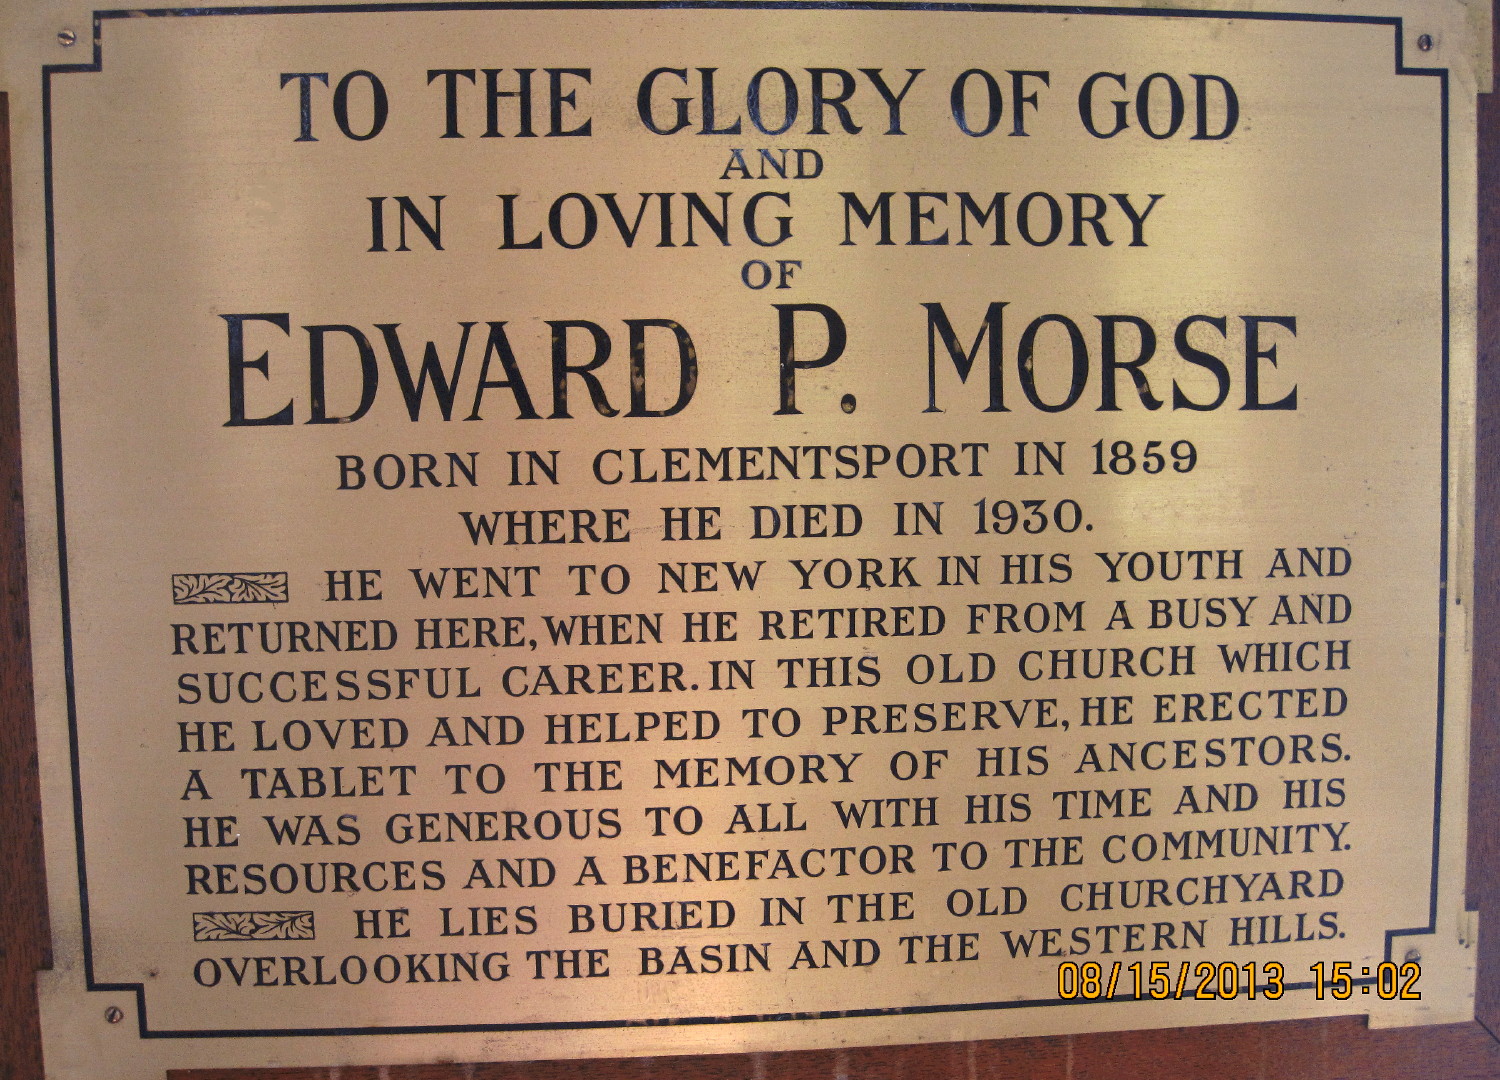 TO THE GLORY OF GOD
AND
IN LOVING MEMORY
OF
EDWARD P. MORSE
BORN IN CLEMENTSPORT IN 1859
WHERE HE DIED IN 1930.
HE WENT TO NEW YORK IN HIS YOUTH AND
RETURNED HERE, WHEN HE RETIRED FROM A BUSY AND
SUCCESSFUL CAREER. IN THIS OLD CHURCH WHICH
HE LOVED AND HELPED TO PRESERVE, HE ERECTED
A TABLET TO THE MEMORY OF HIS ANCESTORS.
HE WAS GENEROUS TO ALL WITH HIS TIME AND HIS
RESOURCES AND A BENEFACTOR TO THE COMMUNITY.
HE LIES BURIED IN THE OLD CHURCHYARD
OVERLOOKING THE BASIN AND THE WESTERN HILLS.
08/15/2013 15:02